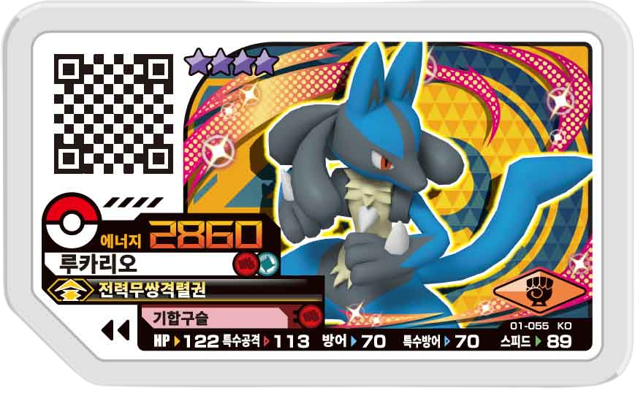 에너지 2860
루카리오
전력무쌍격렬권
기합구슬
01-055 KO
HP 122 특수공격 113 방어 70 특수방어 70 스피드 89